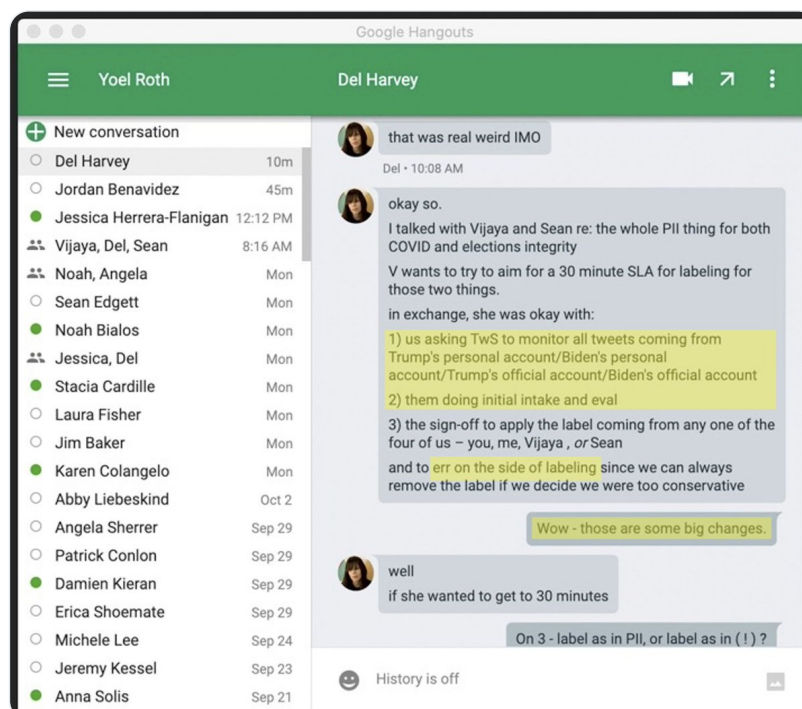 Google Hangouts
Yoel Roth
Del Harvey
New conversation
Del Harvey 10m
Jordan Benavidez 45m
Jessica Herrera-Flanigan 12:12 PM
Vijaya, Del, Sean 8:16 AM
Noah, Angela Mon
Sean Edgett Mon
Noah Bialos Mon
Jessica, Del Mon
Stacia Cardille Mon
Laura Fisher Mon
Jim Baker Mon
Karen Colangelo Mon
Abby Liebeskind Oct 2
Angela Sherrer Sep 29
Patrick Conlon Sep 29
Damien Kieran Sep 29
Erica Shoemate Sep 29
Michele Lee Sep 24
Jeremy Kessel Sep 23
Anna Solis Sep 21
that was real weird IMO
Del • 10:08 AM
okay so.
I talked with Vijaya and Sean re: the whole PII thing for both
COVID and elections integrity
V wants to try to aim for a 30 minute SLA for labeling for
those two things.
in exchange, she was okay with:
1) us asking TwS to monitor all tweets coming from
Trump's personal account/Biden's personal
account/Trump's official account/Biden's official account
2) them doing initial intake and eval
3) the sign-off to apply the label coming from any one of the
four of us – you, me, Vijaya , or Sean
and to err on the side of labeling since we can always
remove the label if we decide we were too conservative
Wow - those are some big changes.
well
if she wanted to get to 30 minutes
On 3 - label as in PII, or label as in ( ! ) ?
History is off